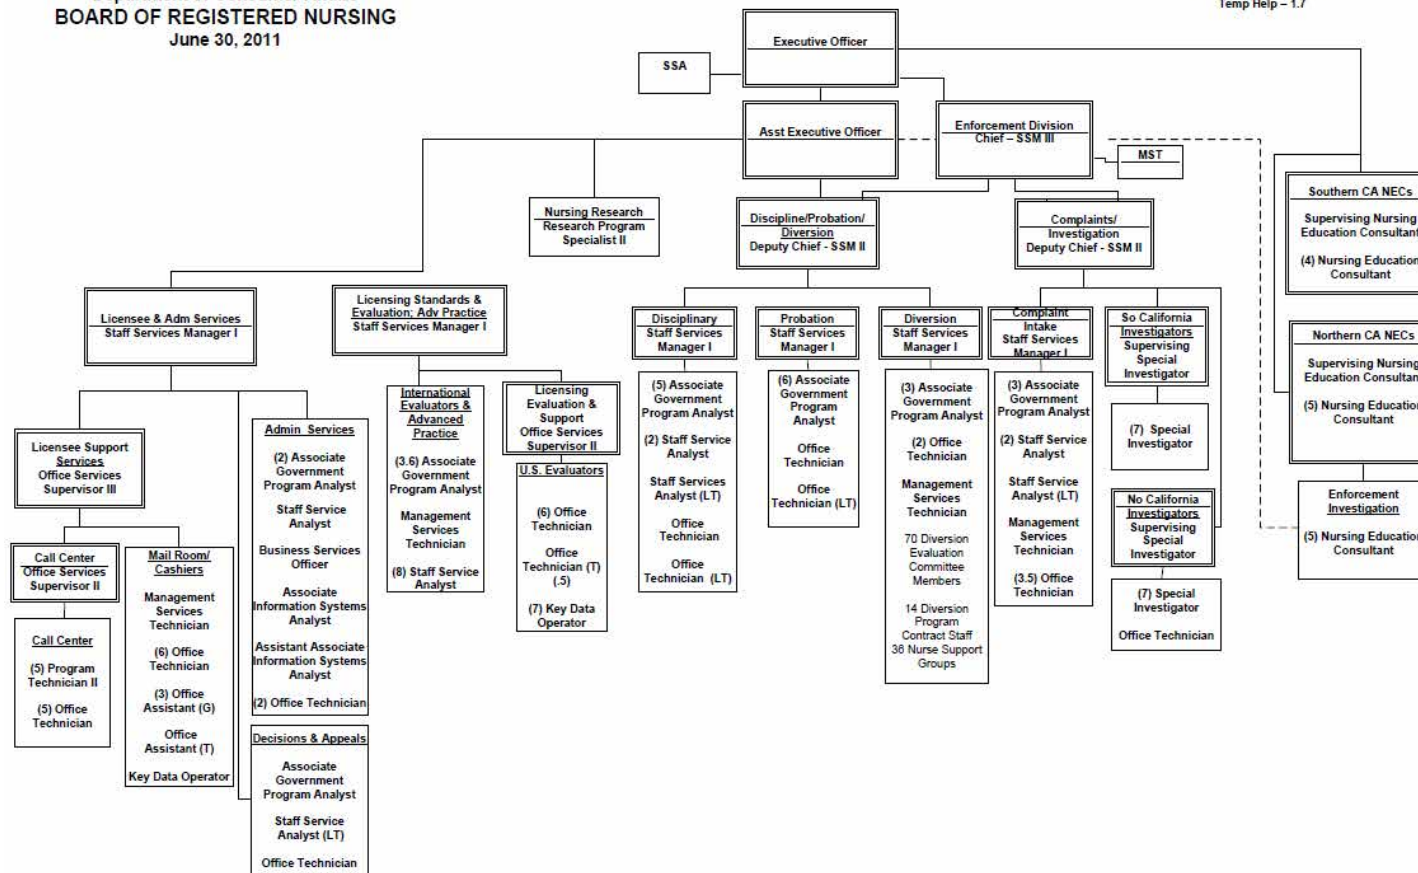 BOARD OF REGISTERED NURSING
June 30, 2011
Temp Help – 1.7
Executive Officer
SSA
Asst Executive Officer
Enforcement Division
Chief – SSM III
MST
Nursing Research
Research Program
Specialist II
Discipline/Probation/
Diversion
Deputy Chief - SSM II
Complaints/
Investigation
Deputy Chief - SSM II
Southern CA NECs
Supervising Nursing
Education Consultant
(4) Nursing Education
Consultant
Licensee & Adm Services
Staff Services Manager I
Licensing Standards &
Evaluation; Adv Practice
Staff Services Manager I
Disciplinary
Staff Services
Manager I
Probation
Staff Services
Manager I
Diversion
Staff Services
Manager I
Complaint
Intake
Staff Services
Manager I
So California
Investigators
Supervising
Special
Investigator
Northern CA NECs
Supervising Nursing
Education Consultan
(5) Nursing Education
Consultant
Licensee Support
Services
Office Services
Supervisor III
Admin Services
(2) Associate
Government
Program Analyst
Staff Service
Analyst
Business Services
Officer
Associate
Information Systems
Analyst
Assistant Associate
Information Systems
Analyst
(2) Office Technician
International
Evaluators &
Advanced
Practice
(3.6) Associate
Government
Program Analyst
Management
Services
Technician
(8) Staff Service
Analyst
Licensing
Evaluation &
Support
Office Services
Supervisor II
U.S. Evaluators
(6) Office
Technician
Office
Technician (T)
(.5)
(7) Key Data
Operator
(5) Associate
Government
Program Analyst
(2) Staff Service
Analyst
Staff Services
Analyst (LT)
Office
Technician
Office
Technician (LT)
(6) Associate
Government
Program
Analyst
Office
Technician
Office
Technician (LT)
(3) Associate
Government
Program Analyst
(2) Office
Technician
Management
Services
Technician
70 Diversion
Evaluation
Committee
Members
14 Diversion
Program
Contract Staff
36 Nurse Support
Groups
(3) Associate
Government
Program Analyst
(2) Staff Service
Analyst
Staff Service
Analyst (LT)
Management
Services
Technician
(3.5) Office
Technician
(7) Special
Investigator
No California
Investigators
Supervising
Special
Investigator
(7) Special
Investigator
Office Technician
Enforcement
Investigation
(5) Nursing Education
Consultant
Call Center
Office Services
Supervisor II
Call Center
(5) Program
Technician II
(5) Office
Technician
Mail Room/
Cashiers
Management
Services
Technician
(6) Office
Technician
(3) Office
Assistant (G)
Office
Assistant (T)
Key Data Operator
Decisions & Appeals
Associate
Government
Program Analyst
Staff Service
Analyst (LT)
Office Technician